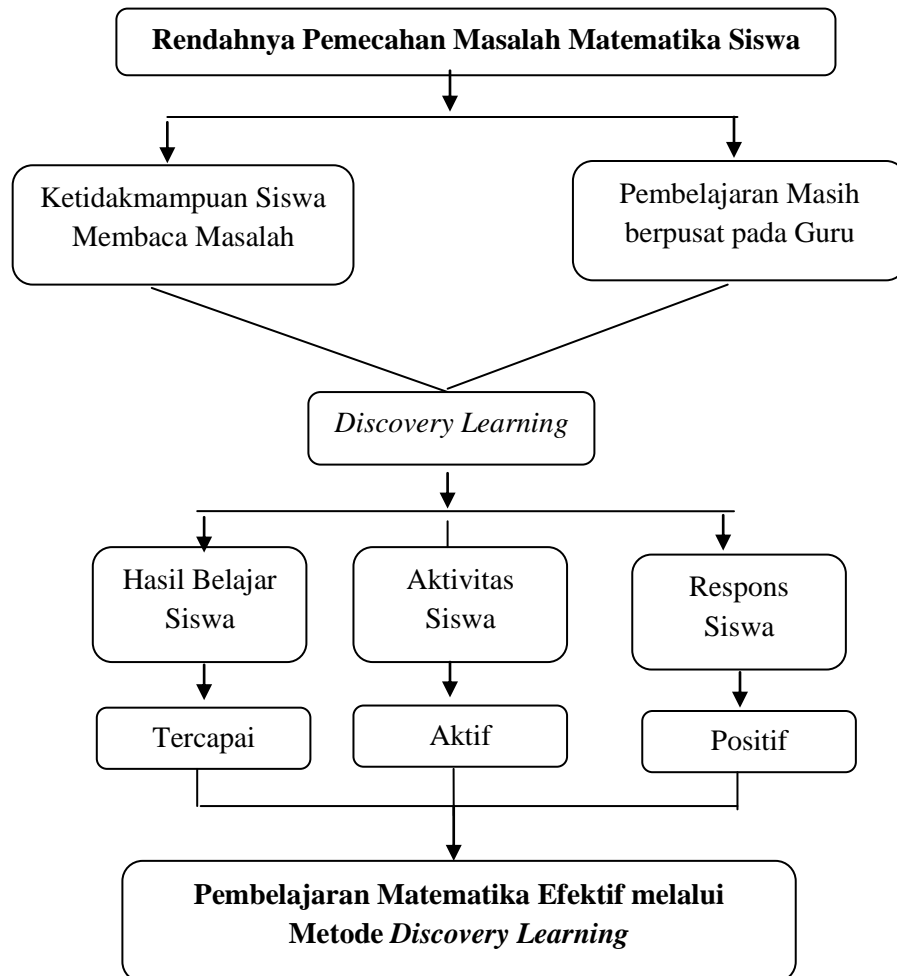 Rendahnya Pemecahan Masalah Matematika Siswa
Ketidakmampuan Siswa
Membaca Masalah
Pembelajaran Masih
berpusat pada Guru
Discovery Learning
Hasil Belajar
Siswa
Aktivitas
Siswa
Respons
Siswa
Tercapai
Aktif
Positif
Pembelajaran Matematika Efektif melalui
Metode Discovery Learning